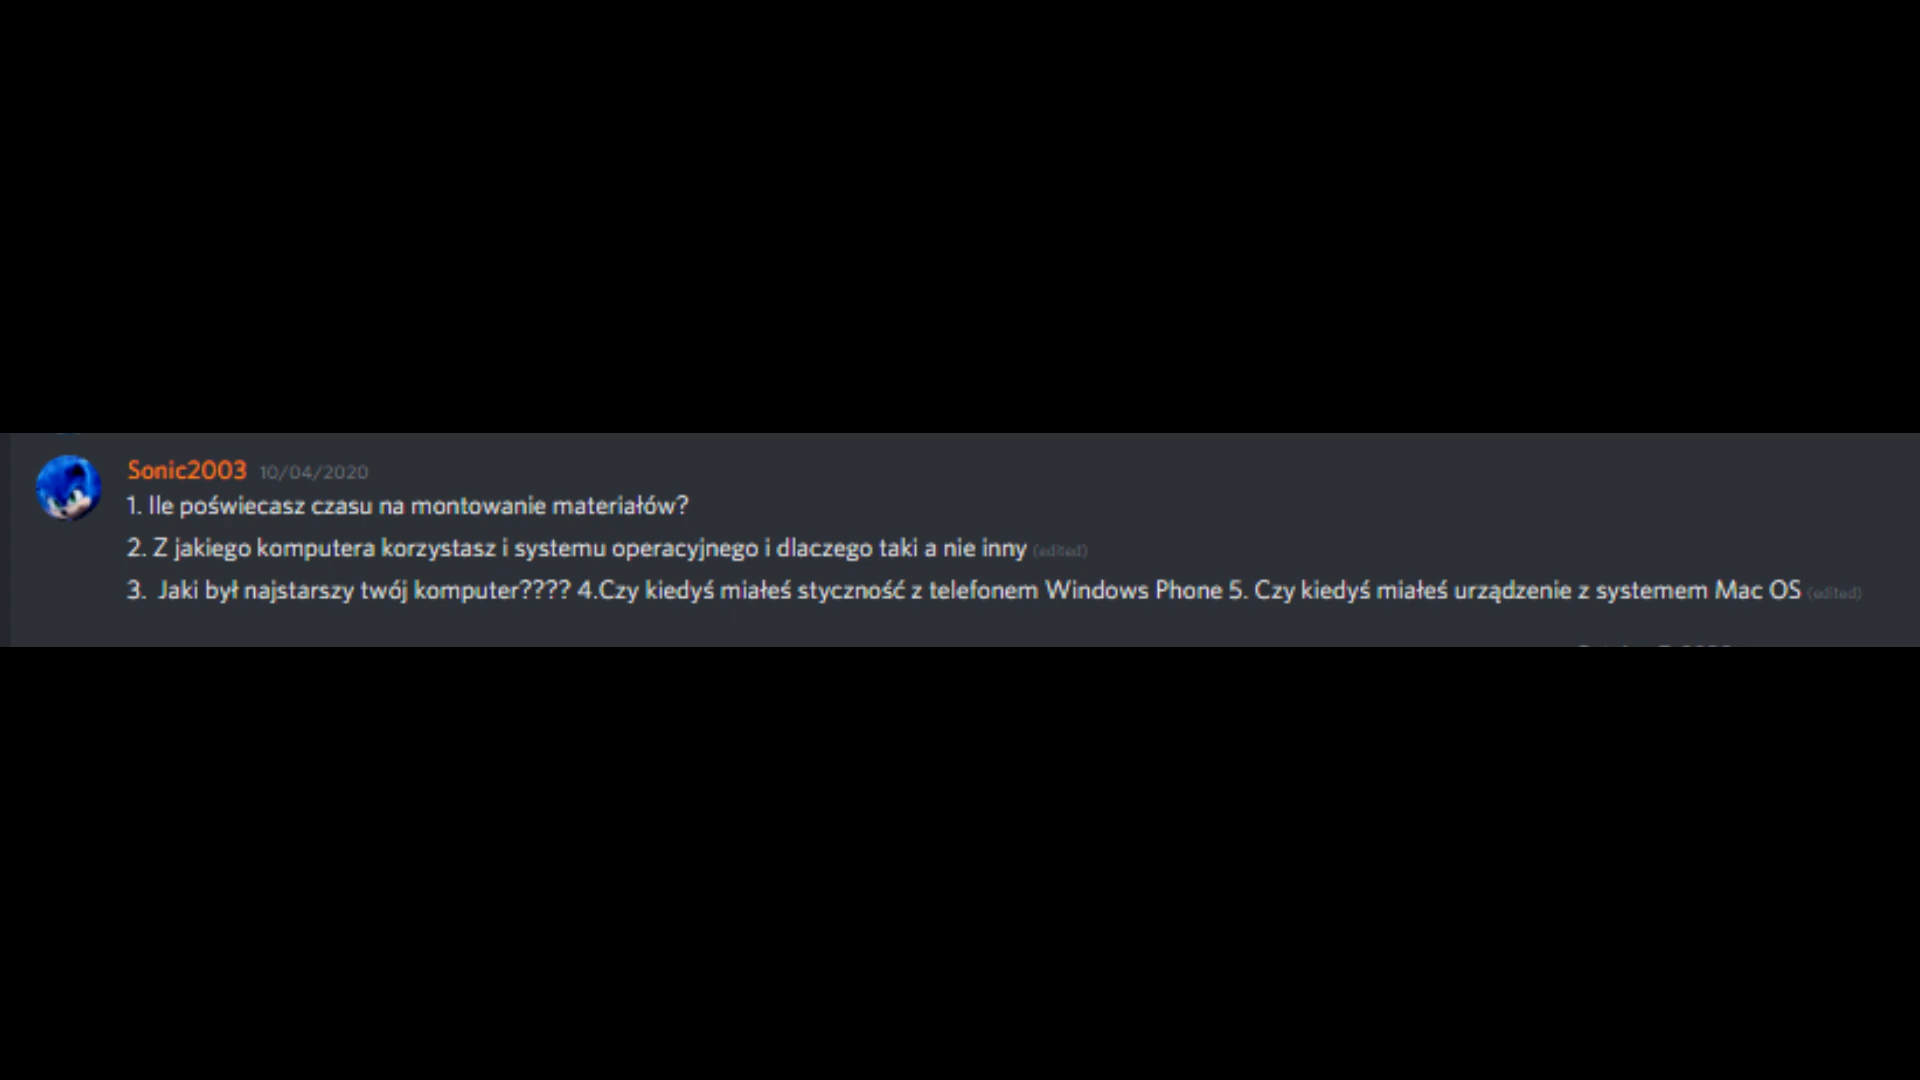 Sonic2003 10/04/2020
1. Ile poświecasz czasu na montowanie materiałów?
2. Z jakiego komputera korzystasz i systemu operacyjnego i dlaczego taki a nie inny (edited)
3. Jaki był najstarszy twój komputer???? 4.Czy kiedyś miałeś styczność z telefonem Windows Phone 5. Czy kiedyś miałeś urządzenie z systemem Mac OS (edited)